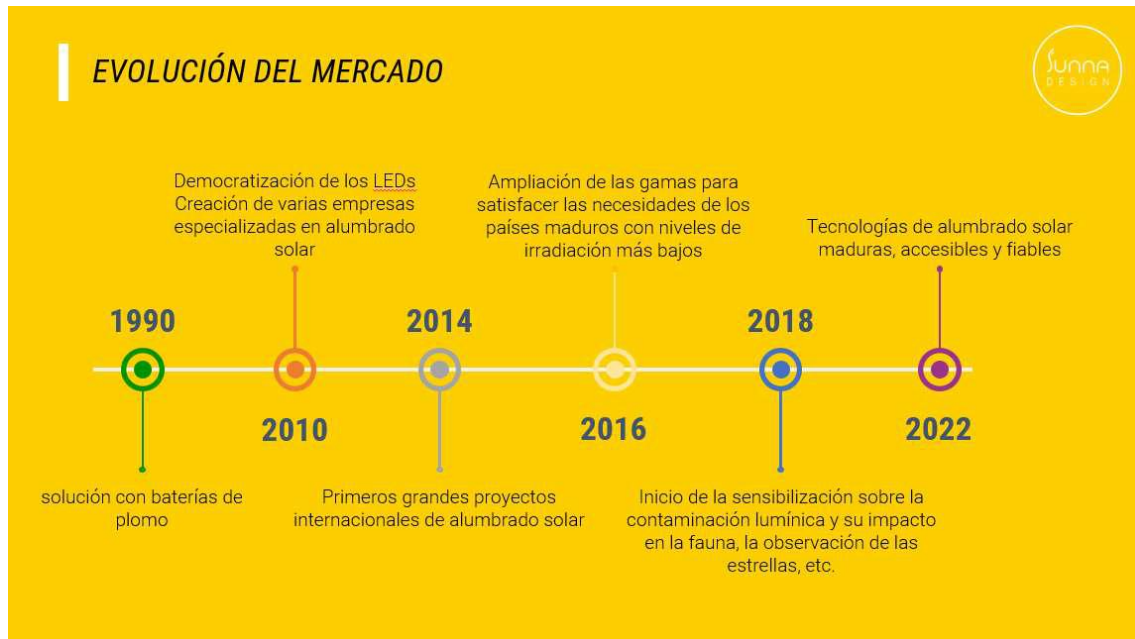 EVOLUCIÓN DEL MERCADO
Sunna
DESIGN
Democratización de los LEDs
Creación de varias empresas
especializadas en alumbrado
solar
Ampliación de las gamas para
satisfacer las necesidades de los
países maduros con niveles de
irradiación más bajos
Tecnologías de alumbrado solar
maduras, accesibles y fiables
1990
2014
2018
2010
2016
2022
solución con baterías de
plomo
Primeros grandes proyectos
internacionales de alumbrado solar
Inicio de la sensibilización sobre la
contaminación lumínica y su impacto
en la fauna, la observación de las
estrellas, etc.